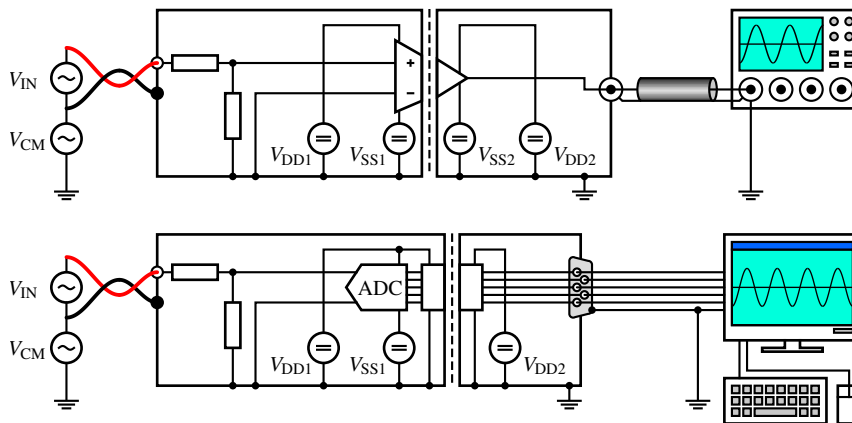 V_IN
V_CM
+
−
V_DD1
V_SS1
V_SS2
V_DD2
V_IN
V_CM
ADC
V_DD1
V_SS1
V_DD2